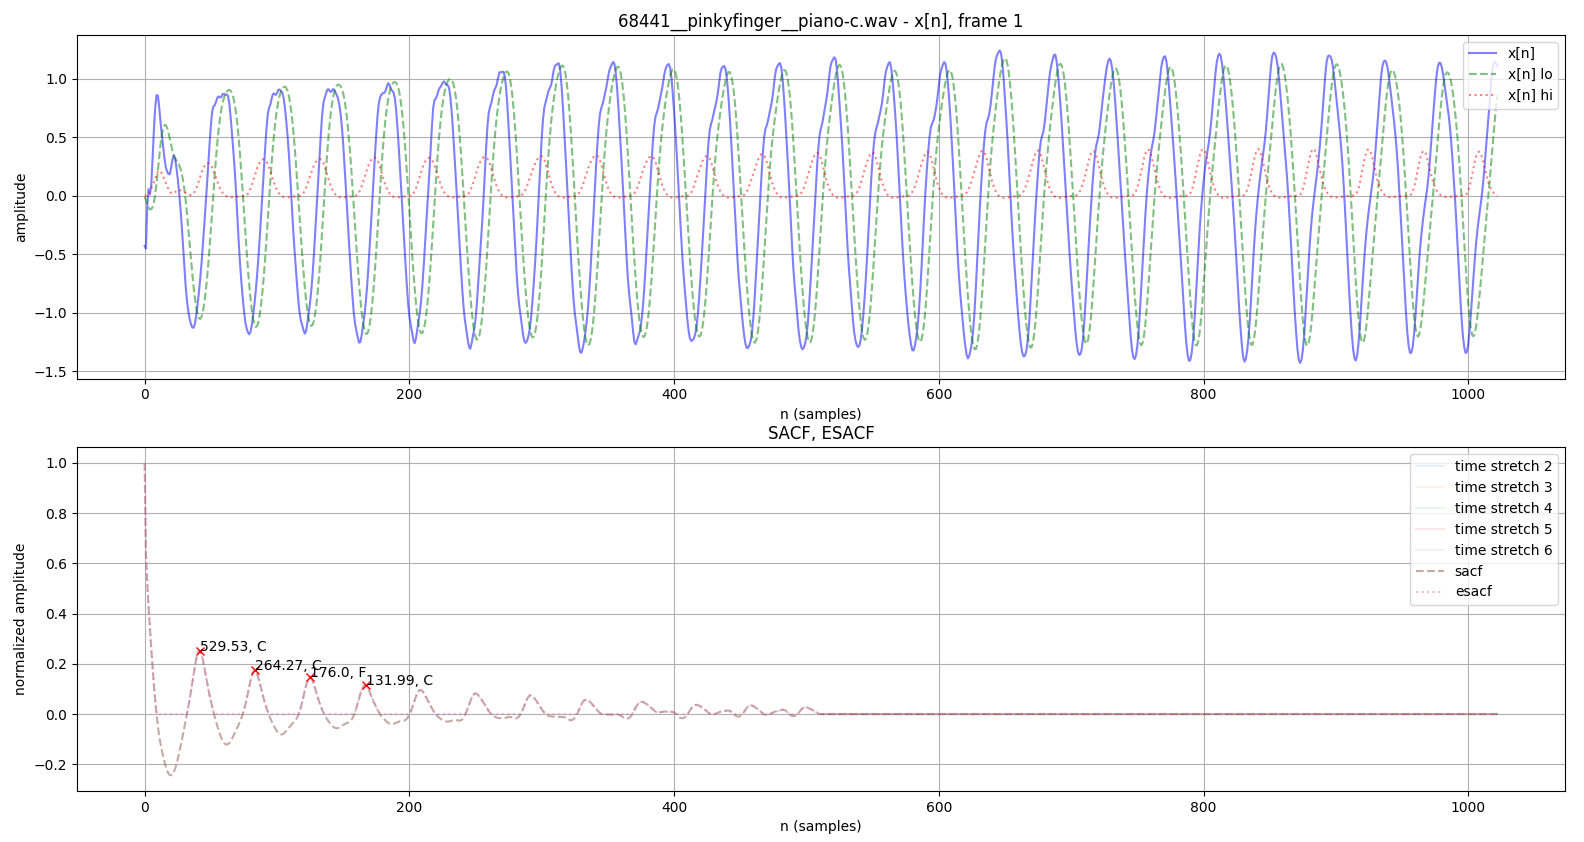 68441__pinkyfinger__piano-c.wav - x[n], frame 1
x[n]
x[n] lo
x[n] hi
amplitude
1.0
0.5
0.0
−0.5
−1.0
−1.5
0 200 400 600 800 1000
n (samples)
SACF, ESACF
time stretch 2
time stretch 3
time stretch 4
time stretch 5
time stretch 6
sacf
esacf
normalized amplitude
1.0
0.8
0.6
0.4
0.2
0.0
−0.2
529.53, C
264.27, C
176.0, F
131.99, C
0 200 400 600 800 1000
n (samples)